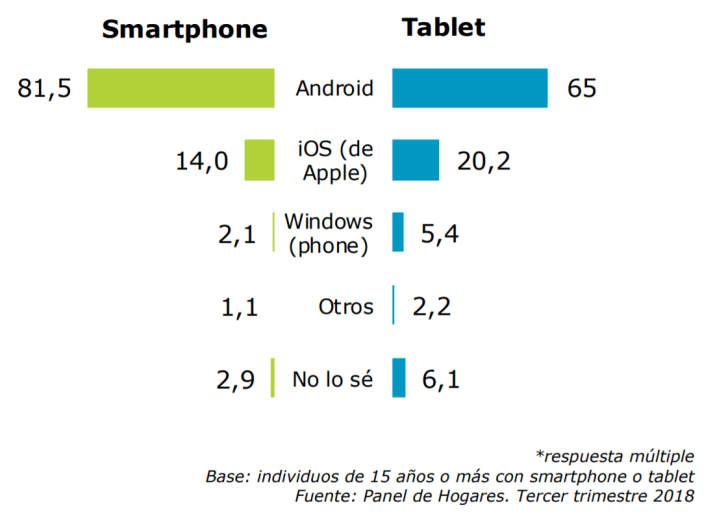 Smartphone Tablet
81,5 Android 65
14,0 iOS (de Apple) 20,2
2,1 Windows (phone) 5,4
1,1 Otros 2,2
2,9 No lo sé 6,1
*respuesta múltiple
Base: individuos de 15 años o más con smartphone o tablet
Fuente: Panel de Hogares. Tercer trimestre 2018